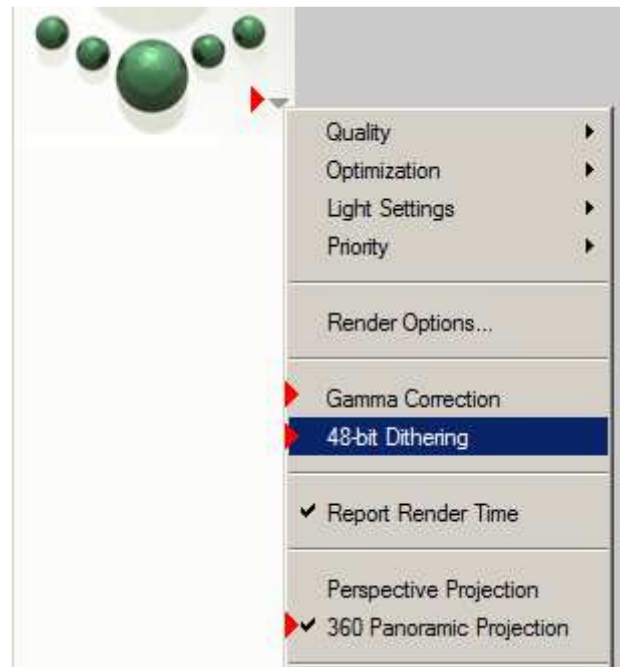 Quality
Optimization
Light Settings
Priority
Render Options...
Gamma Correction
48-bit Dithering
Report Render Time
Perspective Projection
360 Panoramic Projection